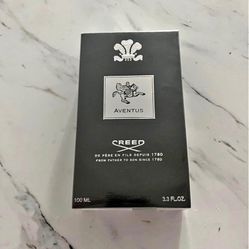 AVENTUS
CREED
DE PÈRE EN FILS DEPUIS 1760
FROM FATHER TO SON SINCE 1760
100 ML 3.3 FL.OZ